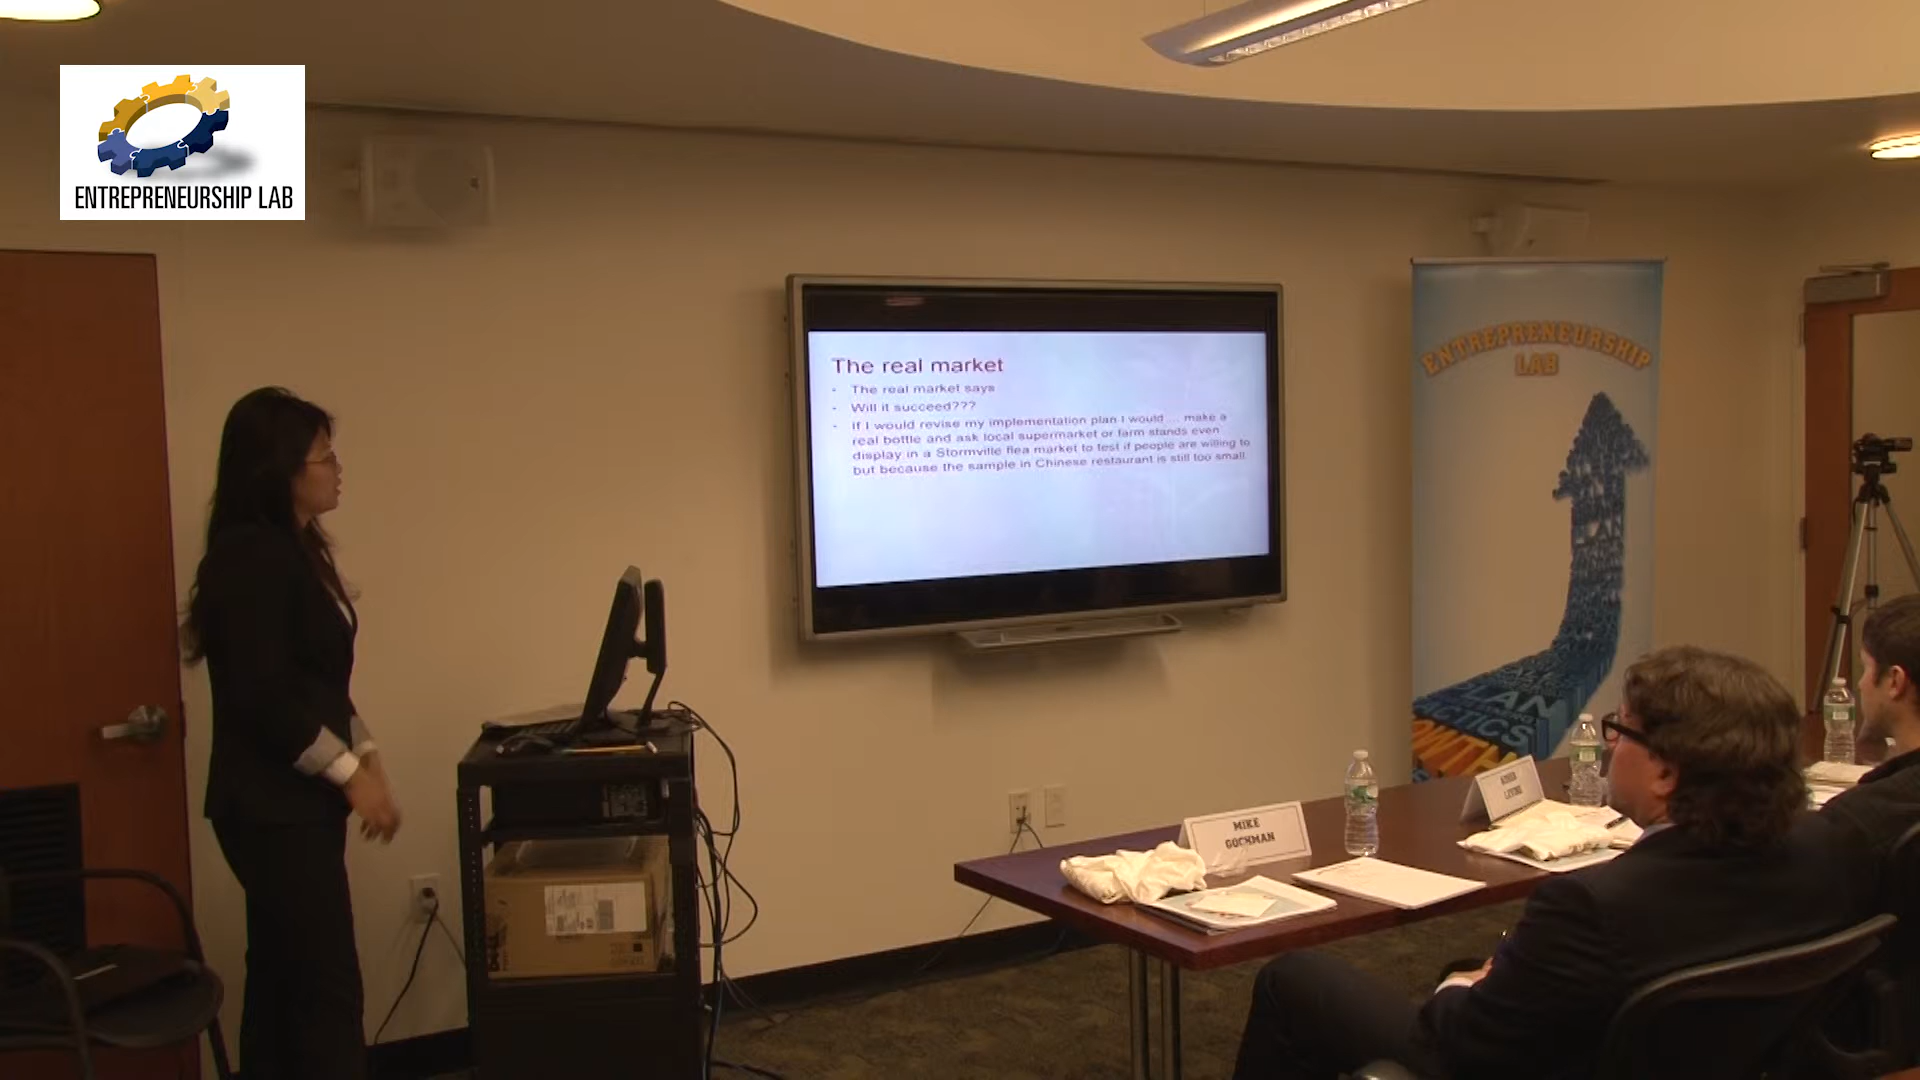 ENTREPRENEURSHIP LAB
The real market
- The real market says
- Will it succeed???
- If I would revise my implementation plan I would ... make a
real bottle and ask local supermarket or farm stands even
display in a Stormville flea market to test if people are willing to
but because the sample in Chinese restaurant is still too small
ENTREPRENEURSHIP
LAB
PLAN
MIKE
GOCHMAN
LEVINE